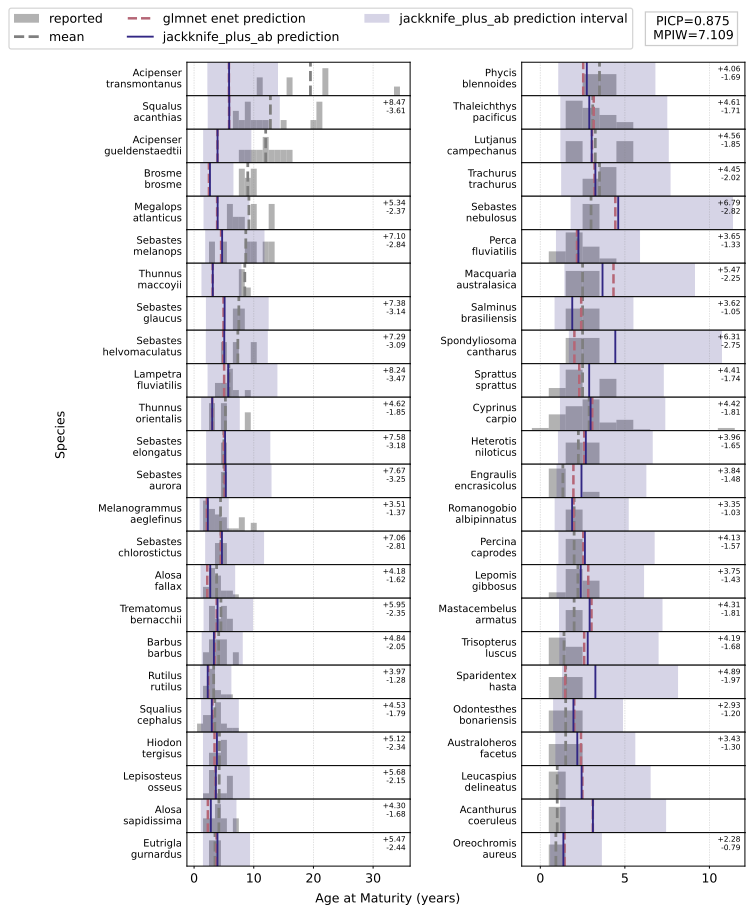 reported
mean
glmnet enet prediction
jackknife_plus_ab prediction
jackknife_plus_ab prediction interval
PICP=0.875
MPIW=7.109
Species
Acipenser
transmontanus
Squalus
acanthias
+8.47
-3.61
Acipenser
gueldenstaedtii
Brosme
brosme
Megalops
atlanticus
+5.34
-2.37
Sebastes
melanops
+7.10
-2.84
Thunnus
maccoyii
Sebastes
glaucus
+7.38
-3.14
Sebastes
helvomaculatus
+7.29
-3.09
Lampetra
fluviatilis
+8.24
-3.47
Thunnus
orientalis
+4.62
-1.85
Sebastes
elongatus
+7.58
-3.18
Sebastes
aurora
+7.67
-3.25
Melanogrammus
aeglefinus
+3.51
-1.37
Sebastes
chlorostictus
+7.06
-2.81
Alosa
fallax
+4.18
-1.62
Trematomus
bernacchii
+5.95
-2.35
Barbus
barbus
+4.84
-2.05
Rutilus
rutilus
+3.97
-1.28
Squalius
cephalus
+4.53
-1.79
Hiodon
tergisus
+5.12
-2.34
Lepisosteus
osseus
+5.68
-2.15
Alosa
sapidissima
+4.30
-1.68
Eutrigla
gurnardus
+5.47
-2.44
0 10 20 30
Phycis
blennoides
+4.06
-1.69
Thaleichthys
pacificus
+4.61
-1.71
Lutjanus
campechanus
+4.56
-1.85
Trachurus
trachurus
+4.45
-2.02
Sebastes
nebulosus
+6.79
-2.82
Perca
fluviatilis
+3.65
-1.33
Macquaria
australasica
+5.47
-2.25
Salminus
brasiliensis
+3.62
-1.05
Spondyliosoma
cantharus
+6.31
-2.75
Sprattus
sprattus
+4.41
-1.74
Cyprinus
carpio
+4.42
-1.81
Heterotis
niloticus
+3.96
-1.65
Engraulis
encrasicolus
+3.84
-1.48
Romanogobio
albipinnatus
+3.35
-1.03
Percina
caprodes
+4.13
-1.57
Lepomis
gibbosus
+3.75
-1.43
Mastacembelus
armatus
+4.31
-1.81
Trisopterus
luscus
+4.19
-1.68
Sparidentex
hasta
+4.89
-1.97
Odontesthes
bonariensis
+2.93
-1.20
Australoheros
facetus
+3.43
-1.30
Leucaspius
delineatus
Acanthurus
coeruleus
Oreochromis
aureus
+2.28
-0.79
0 5 10
Age at Maturity (years)